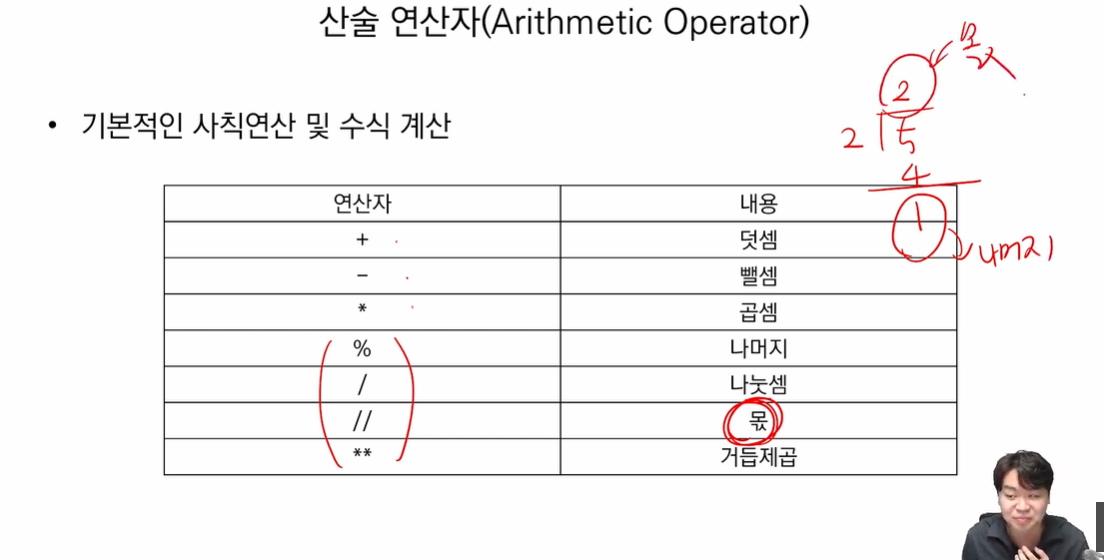 산술 연산자(Arithmetic Operator)
• 기본적인 사칙연산 및 수식 계산
2
몫
2 5
4
1
나머지
연산자 내용
+ 덧셈
- 뺄셈
* 곱셈
% 나머지
/ 나눗셈
// 몫
** 거듭제곱